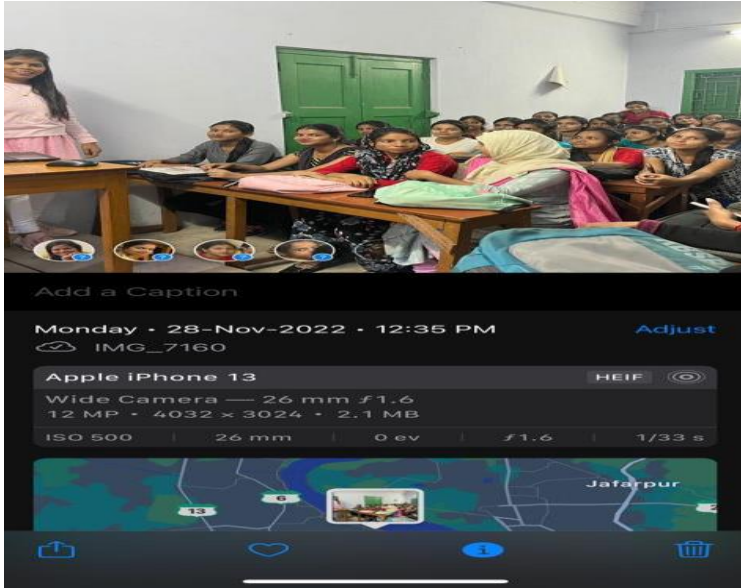 Add a Caption
Monday • 28-Nov-2022 • 12:35 PM Adjust
IMG_7160
Apple iPhone 13 HEIF
Wide Camera — 26 mm ƒ1.6
12 MP • 4032 × 3024 • 2.1 MB
ISO 500 26 mm 0 ev ƒ1.6 1/33 s
Jafarpur
6
13
2